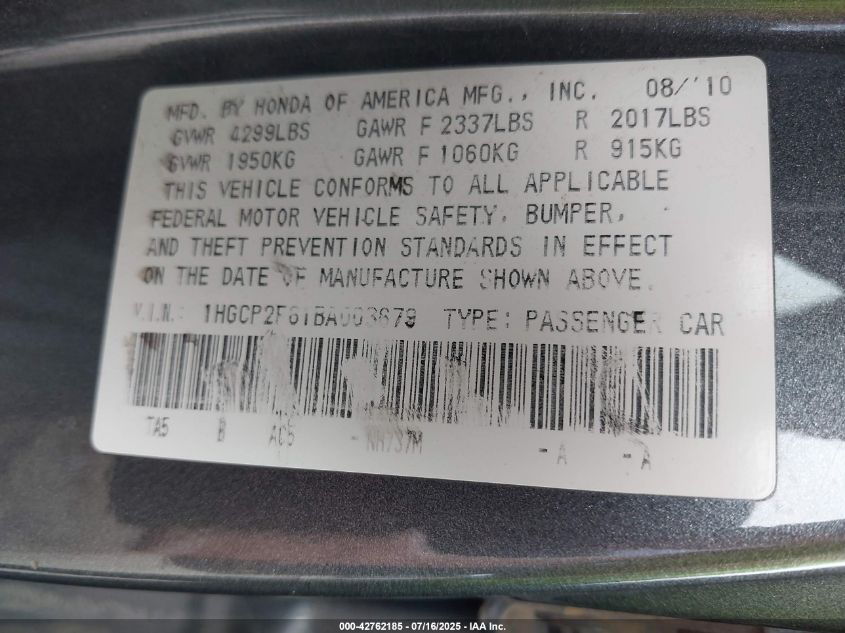 MFD. BY HONDA OF AMERICA MFG., INC. 08/'10
GVWR 4299LBS GAWR F 2337LBS R 2017LBS
GVWR 1950KG GAWR F 1060KG R 915KG
THIS VEHICLE CONFORMS TO ALL APPLICABLE
FEDERAL MOTOR VEHICLE SAFETY, BUMPER,
AND THEFT PREVENTION STANDARDS IN EFFECT
ON THE DATE OF MANUFACTURE SHOWN ABOVE.
V.I.N.: 1HGCP2F61BA003679 TYPE: PASSENGER CAR
TA5 B AC5 - NH737M - A - A
000-42762185 - 07/16/2025 - IAA Inc.